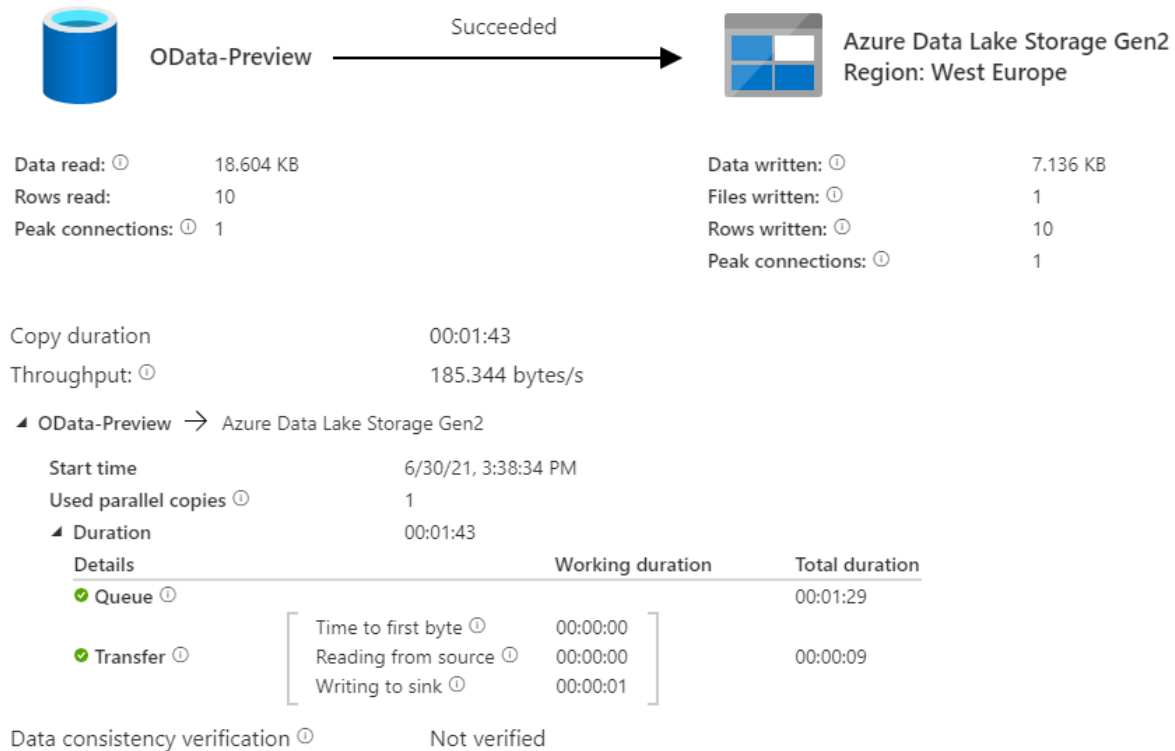 Succeeded
OData-Preview
Azure Data Lake Storage Gen2
Region: West Europe
Data read: 18.604 KB
Rows read: 10
Peak connections: 1
Data written: 7.136 KB
Files written: 1
Rows written: 10
Peak connections: 1
Copy duration 00:01:43
Throughput: 185.344 bytes/s
OData-Preview → Azure Data Lake Storage Gen2
Start time 6/30/21, 3:38:34 PM
Used parallel copies 1
Duration 00:01:43
Details Working duration Total duration
Queue 00:01:29
Time to first byte 00:00:00
Transfer Reading from source 00:00:00 00:00:09
Writing to sink 00:00:01
Data consistency verification Not verified